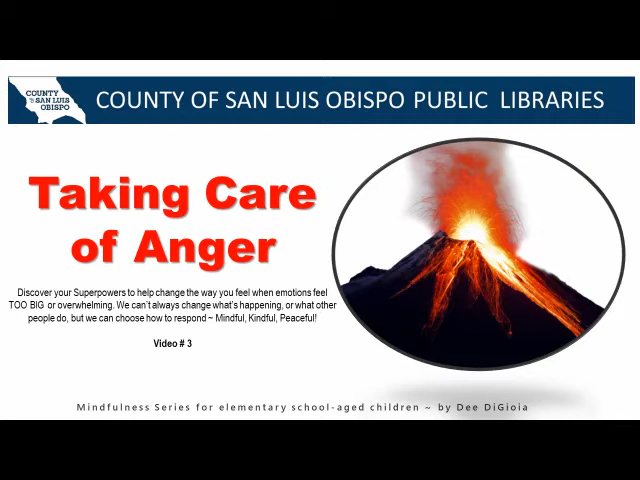 COUNTY OF SAN LUIS OBISPO
COUNTY OF SAN LUIS OBISPO PUBLIC LIBRARIES
Taking Care
of Anger
Discover your Superpowers to help change the way you feel when emotions feel
TOO BIG or overwhelming. We can't always change what's happening, or what other
people do, but we can choose how to respond ~ Mindful, Kindful, Peaceful!
Video # 3
Mindfulness Series for elementary school-aged children ~ by Dee DiGioia